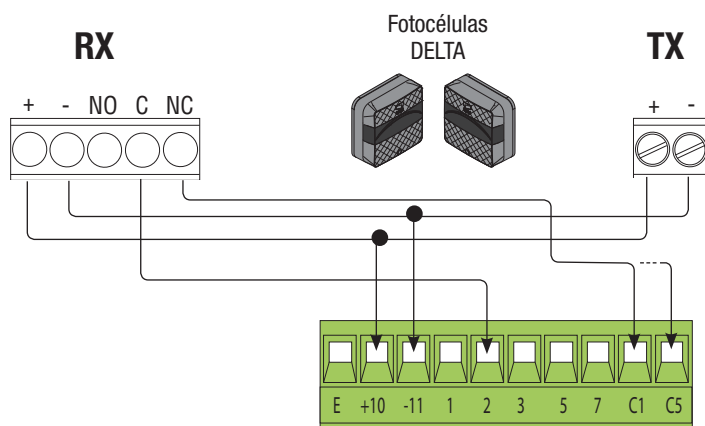 Fotocélulas
DELTA
RX
TX
+ - NO C NC
+ -
E +10 -11 1 2 3 5 7 C1 C5